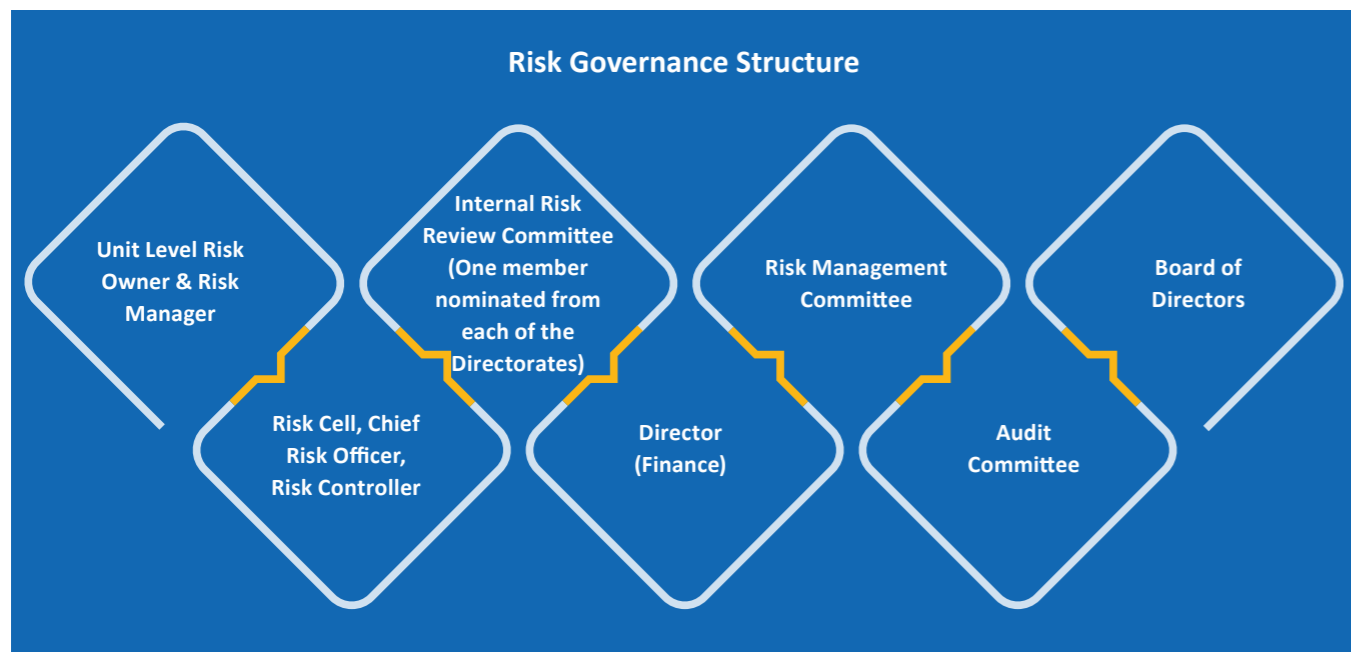 Risk Governance Structure
Unit Level Risk
Owner & Risk
Manager
Risk Cell, Chief
Risk Officer,
Risk Controller
Internal Risk
Review Committee
(One member
nominated from
each of the
Directorates)
Director
(Finance)
Risk Management
Committee
Audit
Committee
Board of
Directors